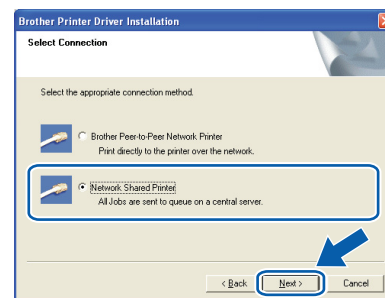 Brother Printer Driver Installation
Select Connection
Select the appropriate connection method.
Brother Peer-to-Peer Network Printer
Print directly to the printer over the network.
Network Shared Printer
All Jobs are sent to queue on a central server.
< Back Next > Cancel